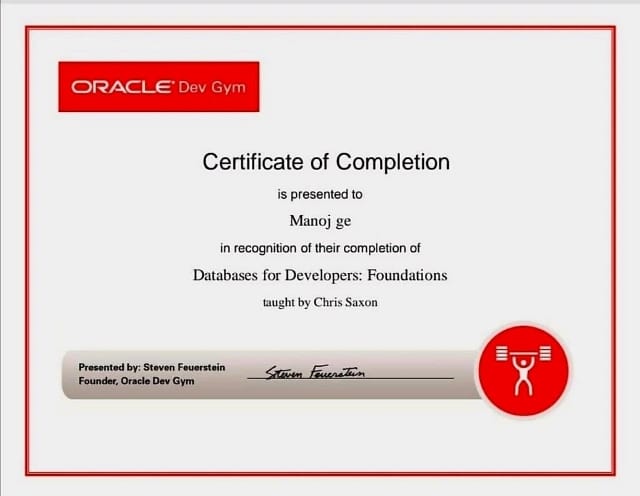 ORACLE® Dev Gym
Certificate of Completion
is presented to
Manoj ge
in recognition of their completion of
Databases for Developers: Foundations
taught by Chris Saxon
Presented by: Steven Feuerstein
Founder, Oracle Dev Gym
Steven Feuerstein